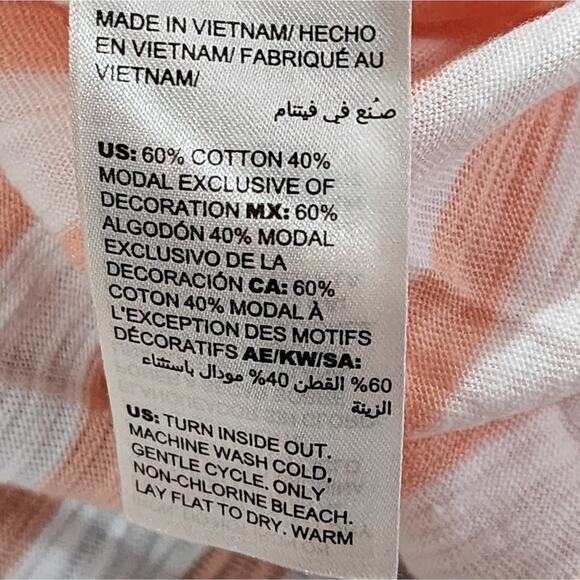 MADE IN VIETNAM/ HECHO
EN VIETNAM/ FABRIQUÉ AU
VIETNAM/
صُنع في فيتنام
US: 60% COTTON 40%
MODAL EXCLUSIVE OF
DECORATION MX: 60%
ALGODÓN 40% MODAL
EXCLUSIVO DE LA
DECORACIÓN CA: 60%
COTON 40% MODAL À
L'EXCEPTION DES MOTIFS
DÉCORATIFS AE/KW/SA:
60% القطن 40% مودال باستثناء
الزينة
US: TURN INSIDE OUT.
MACHINE WASH COLD,
GENTLE CYCLE. ONLY
NON-CHLORINE BLEACH.
LAY FLAT TO DRY. WARM